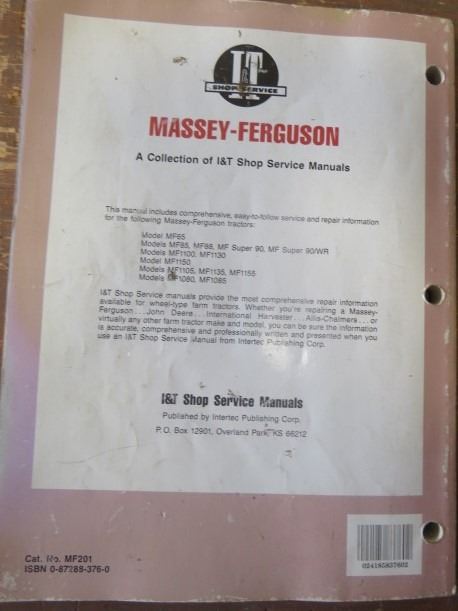 I&T
SHOP SERVICE
MASSEY-FERGUSON
A Collection of I&T Shop Service Manuals
This manual includes comprehensive, easy-to-follow service and repair information
for the following Massey-Ferguson tractors:
Model MF65
Models MF85, MF88, MF Super 90, MF Super 90/WR
Models MF1100, MF1130
Model MF1150
Models MF1105, MF1135, MF1155
Models MF1080, MF1085
I&T Shop Service manuals provide the most comprehensive repair information
available for wheel-type farm tractors. Whether you're repairing a Massey-
Ferguson...John Deere...International Harvester...Allis-Chalmers...or
virtually any other farm tractor make and model, you can be sure the information
is accurate, comprehensive and professionally written and presented when you
use an I&T Shop Service Manual from Intertec Publishing Corp.
I&T Shop Service Manuals
Published by Intertec Publishing Corp.
P.O. Box 12901, Overland Park, KS 66212
Cat. No. MF201
ISBN 0-87288-376-0
024185837602